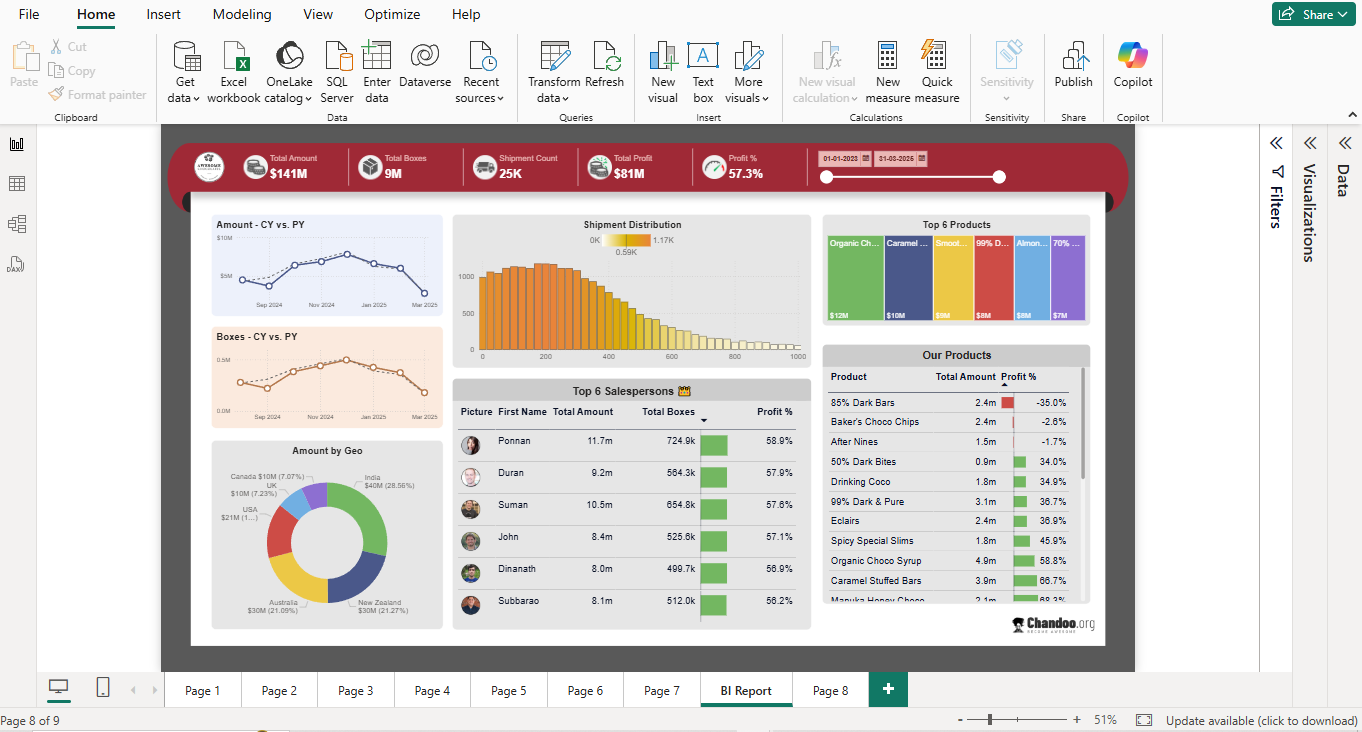 File Home Insert Modeling View Optimize Help Share
Paste
Cut
Copy
Format painter
Clipboard
Get data
Excel workbook
OneLake catalog
SQL Server
Enter data
Dataverse
Recent sources
Data
Transform data
Refresh
Queries
New visual
Text box
More visuals
Insert
New visual calculation
New measure
Quick measure
Calculations
Sensitivity
Sensitivity
Publish
Share
Copilot
Copilot
AWESOME
Total Amount
$141M
Total Boxes
9M
Shipment Count
25K
Total Profit
$81M
Profit %
57.3%
01-01-2023 31-03-2025
Amount - CY vs. PY
$10M
$5M
Sep 2024 Nov 2024 Jan 2025 Mar 2025
Boxes - CY vs. PY
0.5M
0.0M
Sep 2024 Nov 2024 Jan 2025 Mar 2025
Amount by Geo
Canada $10M (7.07%)
UK
$10M (7.23%)
USA
$21M (1...)
Australia
$30M (21.09%)
India
$40M (28.56%)
New Zealand
$30M (21.27%)
Shipment Distribution
0K 1.17K
0.59K
1000
500
0
0 200 400 600 800 1000
Top 6 Salespersons
Picture First Name Total Amount Total Boxes Profit %
Ponnan 11.7m 724.9k 58.9%
Duran 9.2m 564.3k 57.9%
Suman 10.5m 654.8k 57.6%
John 8.4m 525.6k 57.1%
Dinanath 8.0m 499.7k 56.9%
Subbarao 8.1m 512.0k 56.2%
Top 6 Products
Organic Ch... Caramel ... Smoot... 99% D... Almon... 70% ...
$12M $10M $9M $8M $8M $7M
Our Products
Product Total Amount Profit %
85% Dark Bars 2.4m -35.0%
Baker's Choco Chips 2.4m -2.6%
After Nines 1.5m -1.7%
50% Dark Bites 0.9m 34.0%
Drinking Coco 1.8m 34.9%
99% Dark & Pure 3.1m 36.7%
Eclairs 2.4m 36.9%
Spicy Special Slims 1.8m 45.9%
Organic Choco Syrup 4.9m 58.8%
Caramel Stuffed Bars 3.9m 66.7%
Manuka Honey Choco 2.1m 68.3%
Chandoo.org
BECOME AWESOME
Filters
Visualizations
Data
Page 1 Page 2 Page 3 Page 4 Page 5 Page 6 Page 7 BI Report Page 8 +
Page 8 of 9
- + 51% Update available (click to download)